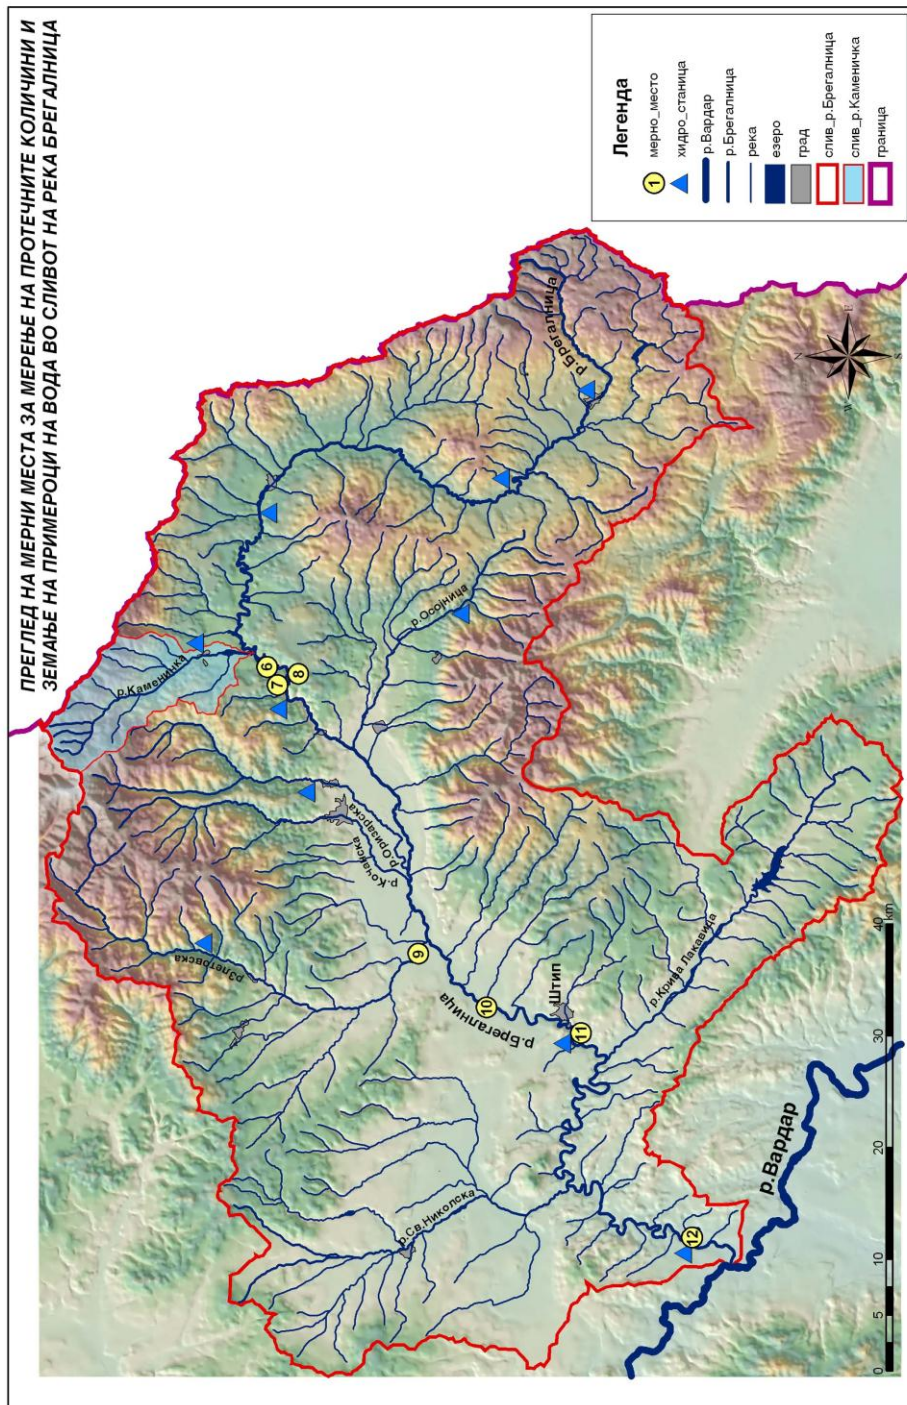 ПРЕГЛЕД НА МЕРНИ МЕСТА ЗА МЕРЕЊЕ НА ПРОТЕЧНИТЕ КОЛИЧИНИ И
ЗЕМАЊЕ НА ПРИМЕРОЦИ НА ВОДА ВО СЛИВОТ НА РЕКА БРЕГАЛНИЦА
р.Каменичка
6
7
8
р.Злетовска
р.Кочанска
р.Оризарска
р.Осојница
р.Брегалница
9
р.Брегалница
10
Штип
11
р.Св.Николска
р.Крива Лакавица
12
р.Вардар
N
E
S
W
0
5
10
20
30
40
km
Легенда
1
мерно_место
хидро_станица
р.Вардар
р.Брегалница
река
езеро
град
слив_р.Брегалница
слив_р.Каменичка
граница